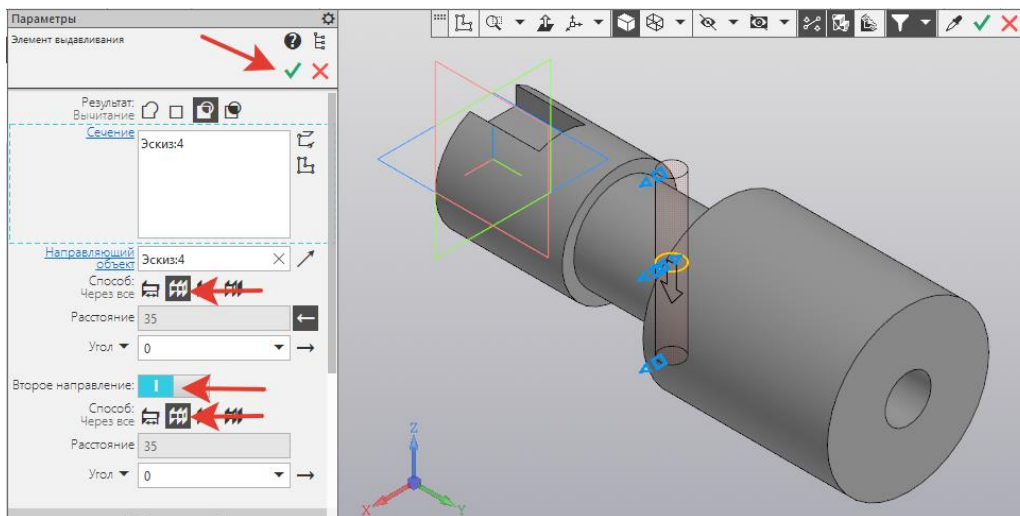 Параметры
Элемент выдавливания
Результат:
Вычитание
Сечение
Эскиз:4
Направляющий
объект
Эскиз:4
Способ:
Через все
Расстояние
35
Угол
0
Второе направление:
Способ:
Через все
Расстояние
35
Угол
0
Z
X
Y